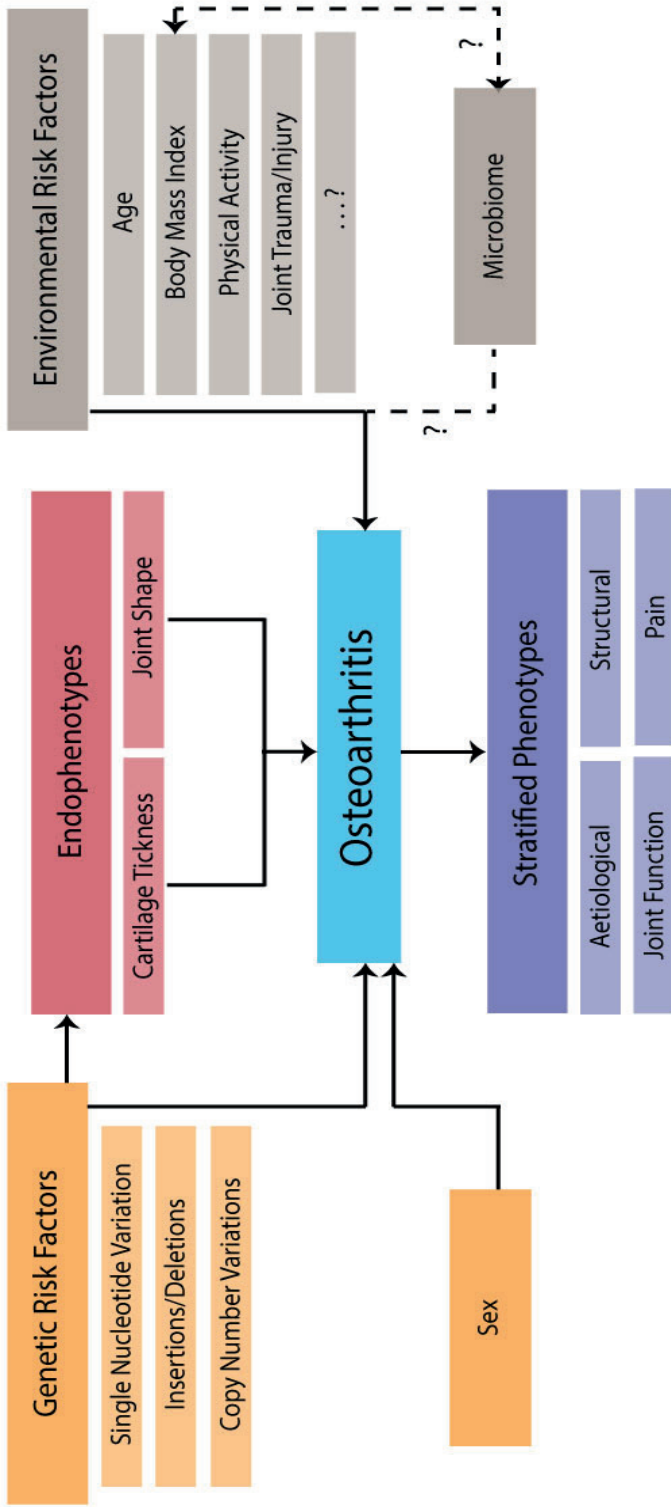 Genetic Risk Factors
Single Nucleotide Variation
Insertions/Deletions
Copy Number Variations
Sex
Endophenotypes
Cartilage Tickness
Joint Shape
Osteoarthritis
Stratified Phenotypes
Aetiological
Structural
Joint Function
Pain
Environmental Risk Factors
Age
Body Mass Index
Physical Activity
Joint Trauma/Injury
...?
?
?
Microbiome